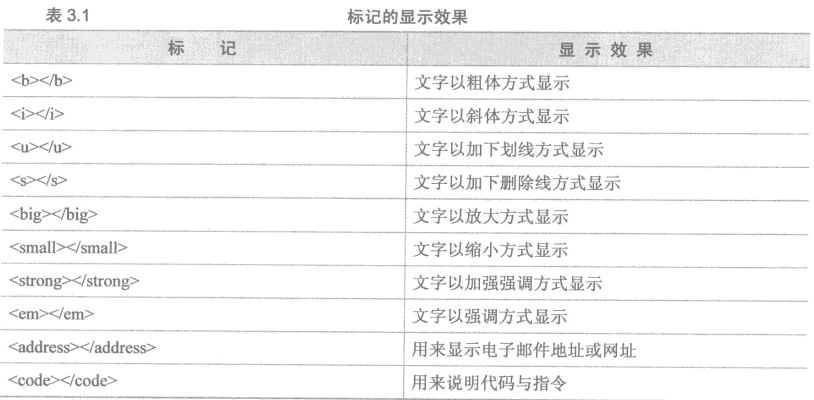 表 3.1 标记的显示效果
标 记 显 示 效 果
<b></b> 文字以粗体方式显示
<i></i> 文字以斜体方式显示
<u></u> 文字以加下划线方式显示
<s></s> 文字以加下删除线方式显示
<big></big> 文字以放大方式显示
<small></small> 文字以缩小方式显示
<strong></strong> 文字以加强强调方式显示
<em></em> 文字以强调方式显示
<address></address> 用来显示电子邮件地址或网址
<code></code> 用来说明代码与指令